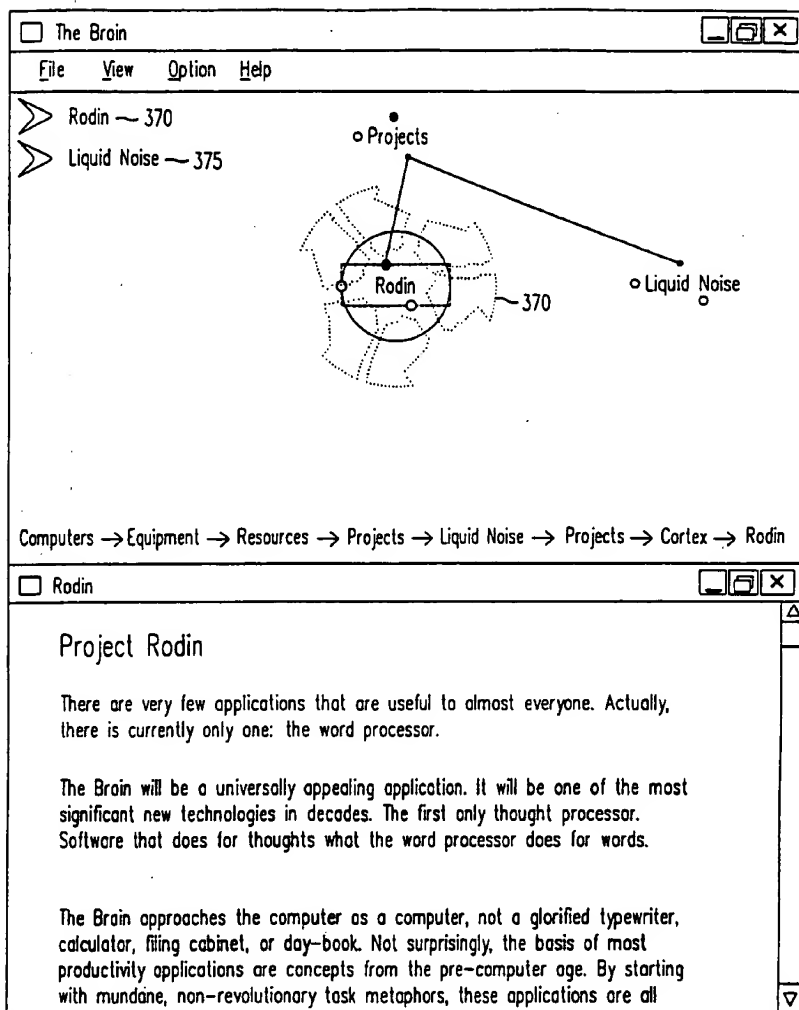 The Brain
File View Option Help
Rodin 370
Liquid Noise 375
Projects
Rodin
370
Liquid Noise
Computers → Equipment → Resources → Projects → Liquid Noise → Projects → Cortex → Rodin
Rodin
Project Rodin
There are very few applications that are useful to almost everyone. Actually,
there is currently only one: the word processor.
The Brain will be a universally appealing application. It will be one of the most
significant new technologies in decades. The first only thought processor.
Software that does for thoughts what the word processor does for words.
The Brain approaches the computer as a computer, not a glorified typewriter,
calculator, filing cabinet, or day-book. Not surprisingly, the basis of most
productivity applications are concepts from the pre-computer age. By starting
with mundane, non-revolutionary task metaphors, these applications are all